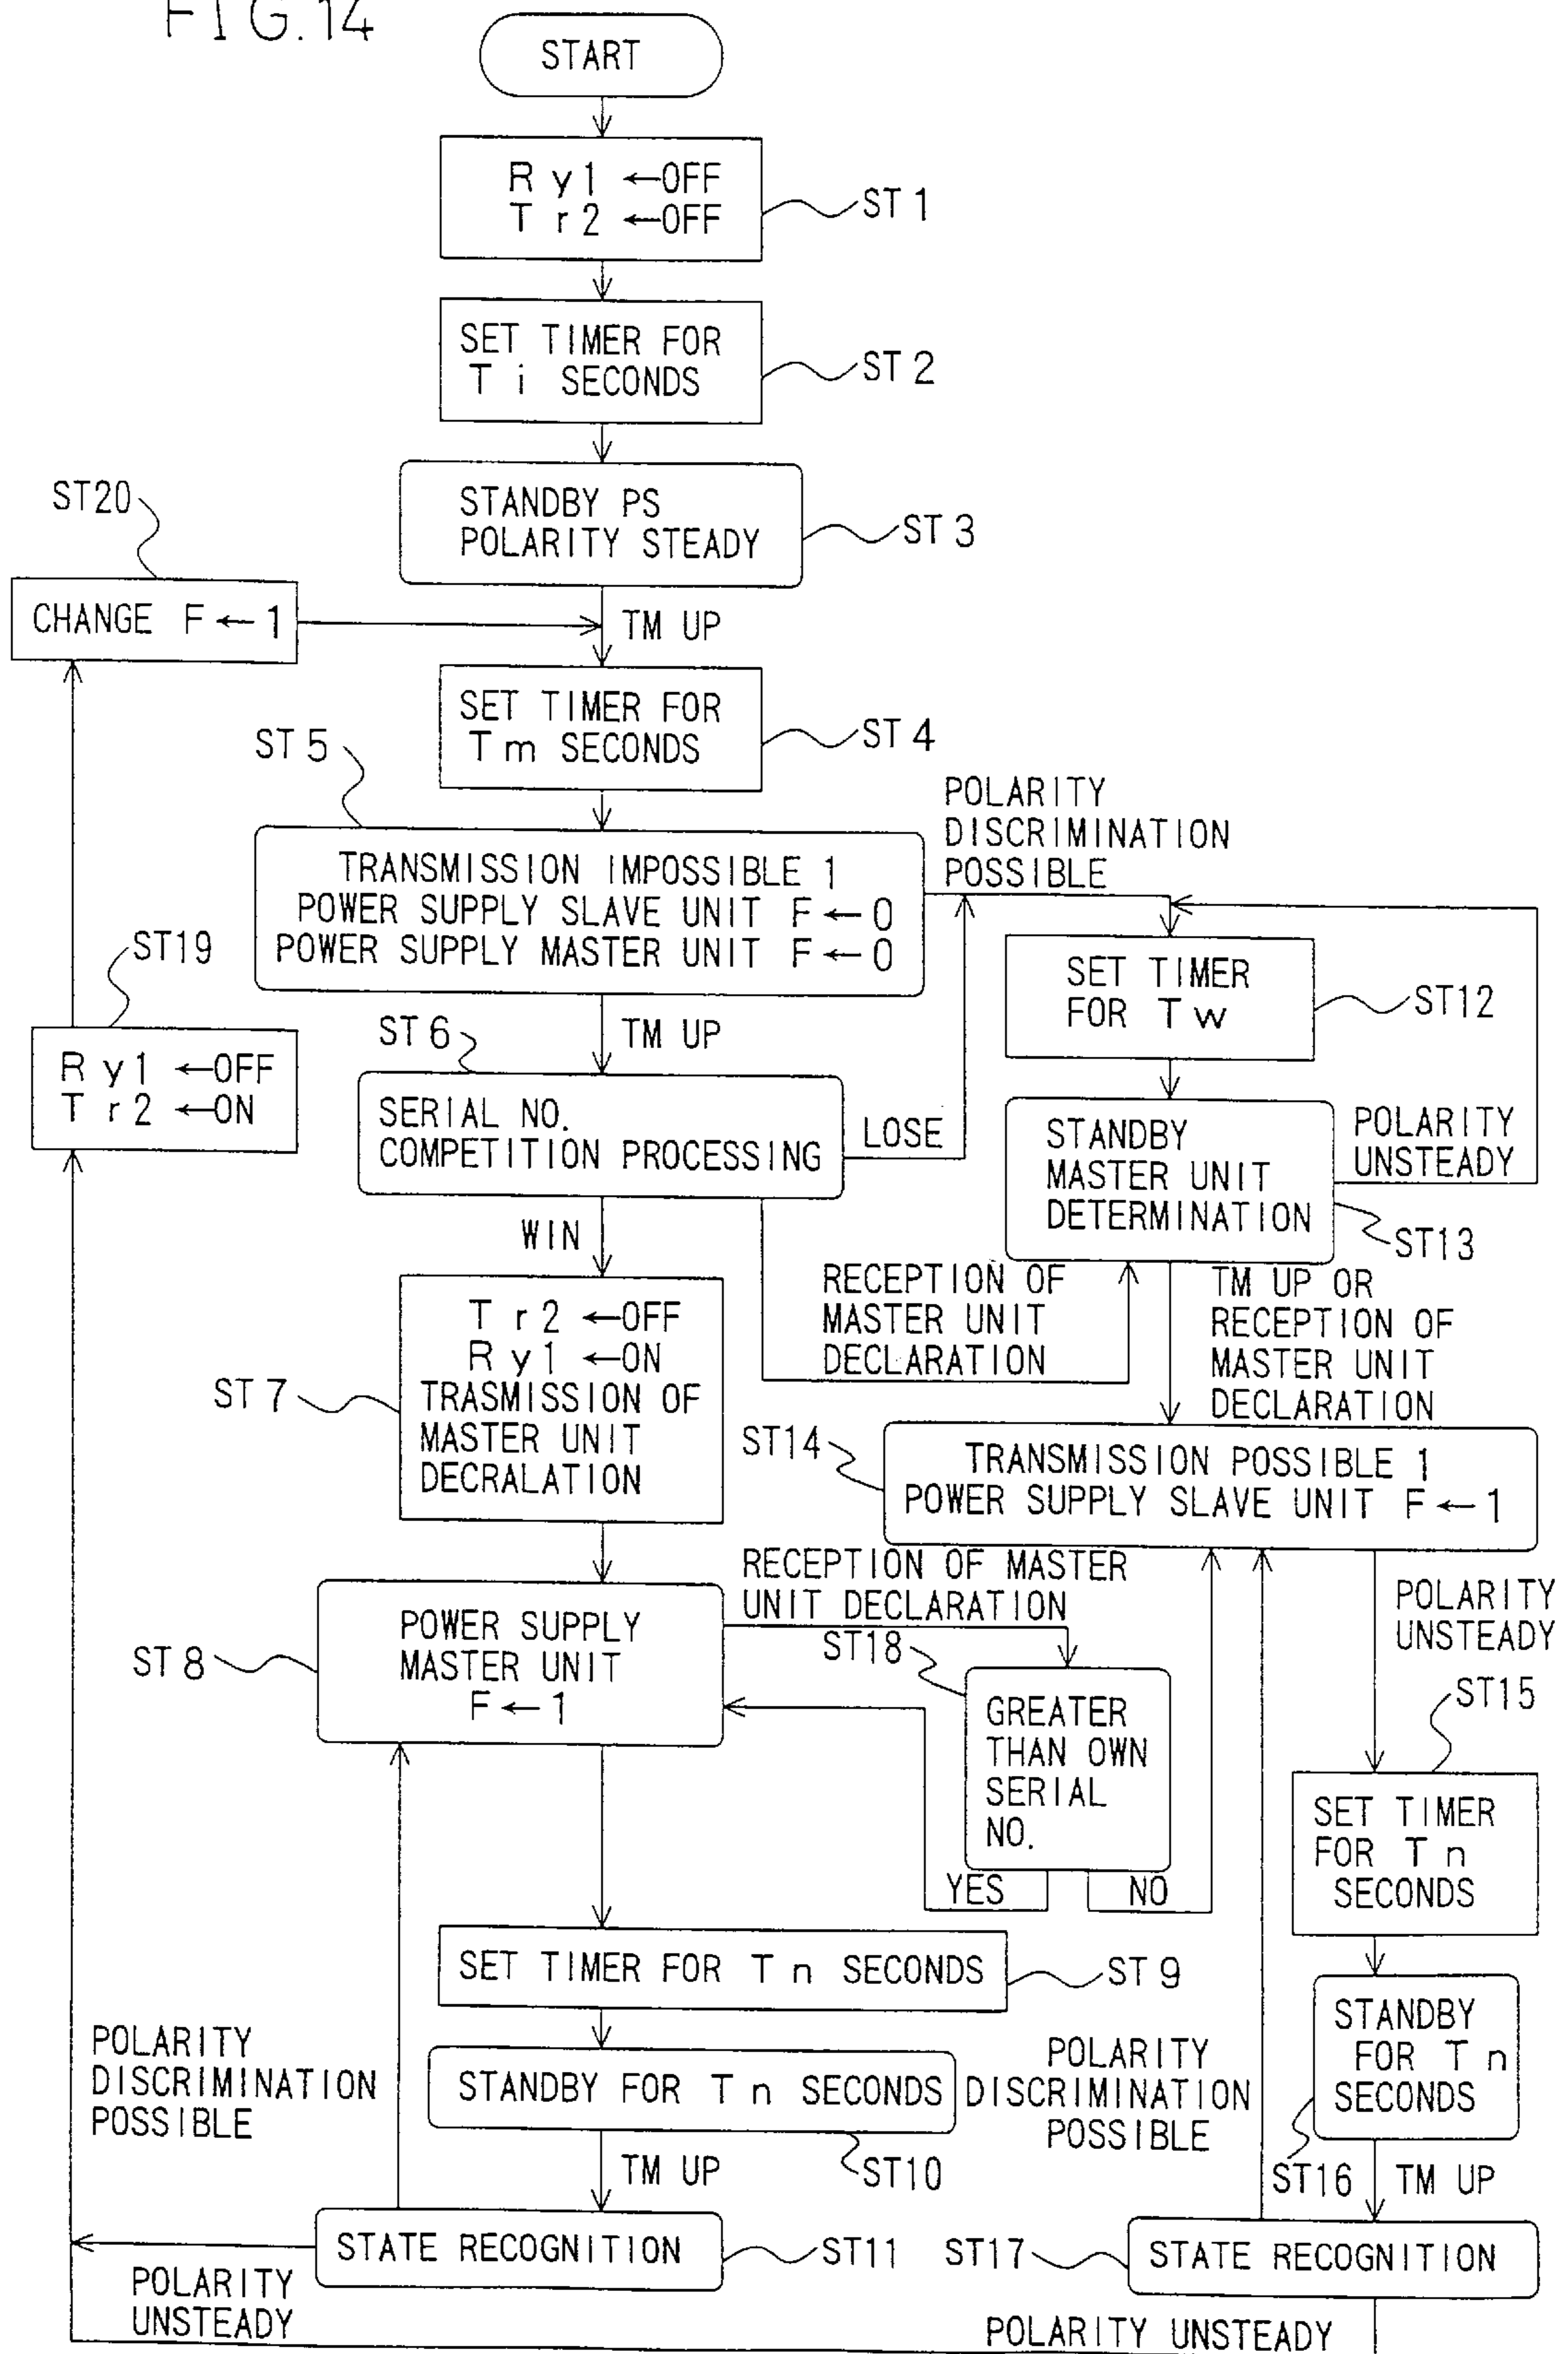 FIG.14
START
Ry1 ←OFF
Tr2 ←OFF
ST1
SET TIMER FOR
Ti SECONDS
ST2
STANDBY PS
POLARITY STEADY
ST3
ST20
CHANGE F←1
TM UP
SET TIMER FOR
Tm SECONDS
ST4
ST5
TRANSMISSION IMPOSSIBLE 1
POWER SUPPLY SLAVE UNIT F←0
POWER SUPPLY MASTER UNIT F←0
POLARITY
DISCRIMINATION
POSSIBLE
ST19
Ry1 ←OFF
Tr2 ←ON
TM UP
SET TIMER
FOR Tw
ST12
ST6
SERIAL NO.
COMPETITION PROCESSING
LOSE
STANDBY
MASTER UNIT
DETERMINATION
POLARITY
UNSTEADY
ST13
WIN
RECEPTION OF
MASTER UNIT
DECLARATION
TM UP OR
RECEPTION OF
MASTER UNIT
DECLARATION
Tr2 ←OFF
Ry1 ←ON
TRASMISSION OF
MASTER UNIT
DECRALATION
ST7
ST14
TRANSMISSION POSSIBLE 1
POWER SUPPLY SLAVE UNIT F←1
RECEPTION OF MASTER
UNIT DECLARATION
POLARITY
UNSTEADY
ST8
POWER SUPPLY
MASTER UNIT
F←1
ST18
GREATER
THAN OWN
SERIAL
NO.
YES
NO
ST15
SET TIMER
FOR Tn
SECONDS
SET TIMER FOR Tn SECONDS
ST9
STANDBY
FOR Tn
SECONDS
POLARITY
DISCRIMINATION
POSSIBLE
STANDBY FOR Tn SECONDS
POLARITY
DISCRIMINATION
POSSIBLE
TM UP
ST10
ST16
TM UP
STATE RECOGNITION
ST11
ST17
STATE RECOGNITION
POLARITY
UNSTEADY
POLARITY UNSTEADY